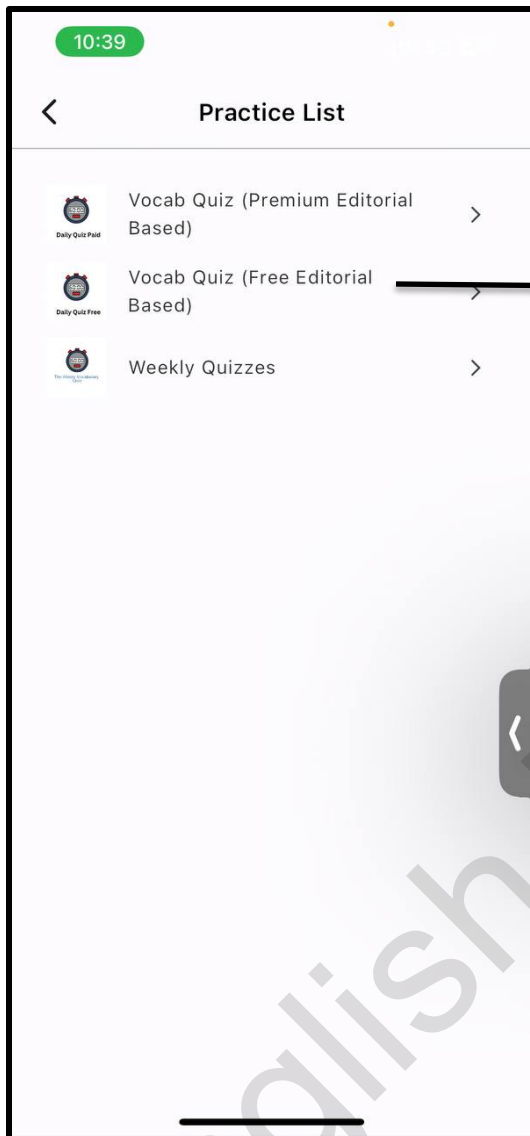 10:39
Practice List
Daily Quiz Paid
Vocab Quiz (Premium Editorial
Based)
Daily Quiz Free
Vocab Quiz (Free Editorial
Based)
Weekly Quizzes
glish